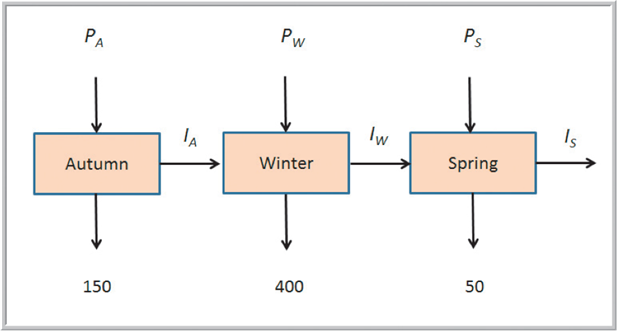 P_A P_W P_S
I_A I_W I_S
Autumn Winter Spring
150 400 50